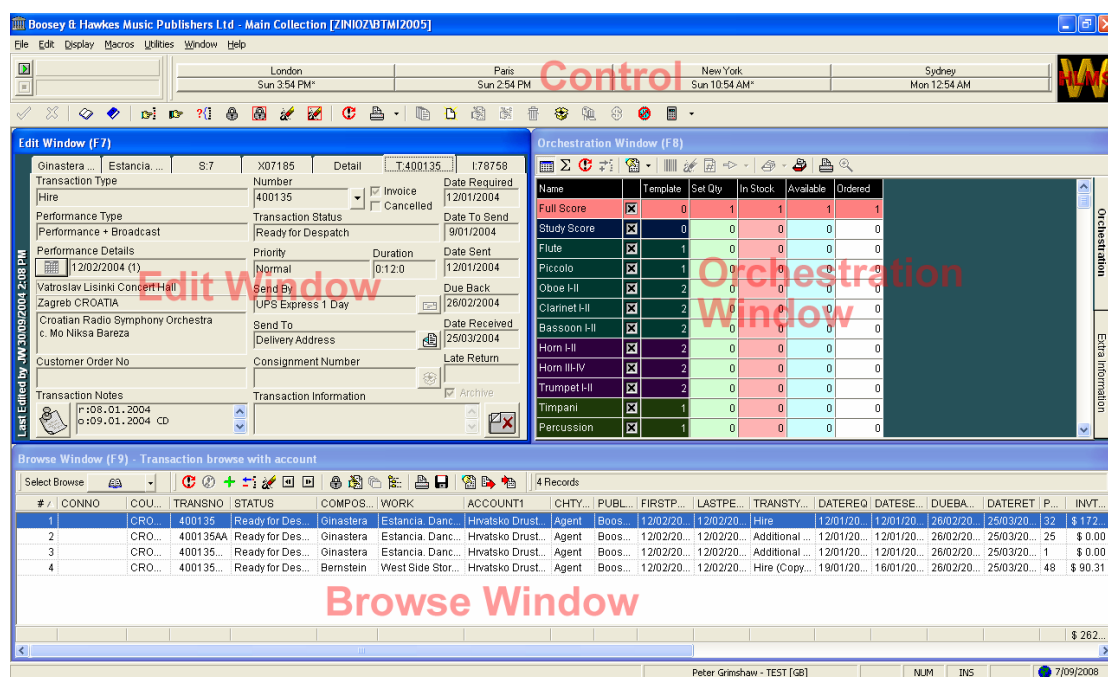 Boosey & Hawkes Music Publishers Ltd - Main Collection [ZINIOZ\BTMI2005]
File Edit Display Macros Utilities Window Help
London Paris New York Sydney
Sun 3:54 PM* Sun 2:54 PM Sun 10:54 AM* Mon 12:54 AM
Control
HLMS
Edit Window (F7)
Ginastera ... Estancia. ... S:7 X07185 Detail T:400135 I:78758
Transaction Type Number Date Required
Hire 400135 Invoice Cancelled 12/01/2004
Performance Type Transaction Status Date To Send
Performance + Broadcast Ready for Despatch 9/01/2004
Performance Details Priority Duration Date Sent
12/02/2004 (1) Normal 0:12:0 12/01/2004
Vatroslav Lisinki Concert Hall Send By Due Back
Zagreb CROATIA UPS Express 1 Day 26/02/2004
Croatian Radio Symphony Orchestra Send To Date Received
c. Mo Niksa Bareza Delivery Address 25/03/2004
Customer Order No Consignment Number Late Return
Transaction Notes Transaction Information Archive
r:08.01.2004
o:09.01.2004 CD
Last Edited by JW 30/09/2004 2:08 PM
Edit Window
Orchestration Window (F8)
Name Template Set Qty In Stock Available Ordered
Full Score 0 1 1 1 1
Study Score 0 0 0 0 0
Flute 1 0 0 0 0
Piccolo 1 0 0 0 0
Oboe I-II 2 0 0 0 0
Clarinet I-II 2 0 0 0 0
Bassoon I-II 2 0 0 0 0
Horn I-II 2 0 0 0 0
Horn III-IV 2 0 0 0 0
Trumpet I-II 2 0 0 0 0
Timpani 1 0 0 0 0
Percussion 1 0 0 0 0
Orchestration
Extra Information
Orchestration
Window
Browse Window (F9) - Transaction browse with account
Select Browse 4 Records
# CONNO COU... TRANSNO STATUS COMPOS... WORK ACCOUNT1 CHTY... PUBL... FIRSTP... LASTPE... TRANSTY... DATEREQ DATESE... DUEBA... DATERET P... INVT...
1 CRO... 400135 Ready for Des... Ginastera Estancia. Danc... Hrvatsko Drust... Agent Boos... 12/02/20... 12/02/20... Hire 12/01/20... 12/01/20... 26/02/20... 25/03/20... 32 $ 172...
2 CRO... 400135AA Ready for Des... Ginastera Estancia. Danc... Hrvatsko Drust... Agent Boos... 12/02/20... 12/02/20... Additional ... 12/01/20... 12/01/20... 26/02/20... 25/03/20... 25 $ 0.00
3 CRO... 400135... Ready for Des... Ginastera Estancia. Danc... Hrvatsko Drust... Agent Boos... 12/02/20... 12/02/20... Additional ... 12/01/20... 12/01/20... 26/02/20... 25/03/20... 1 $ 0.00
4 CRO... 400135... Ready for Des... Bernstein West Side Stor... Hrvatsko Drust... Agent Boos... 12/02/20... 12/02/20... Hire (Copy... 19/01/20... 16/01/20... 26/02/20... 25/03/20... 48 $ 90.31
Browse Window
$ 262...
Peter Grimshaw - TEST [GB] NUM INS 7/09/2008